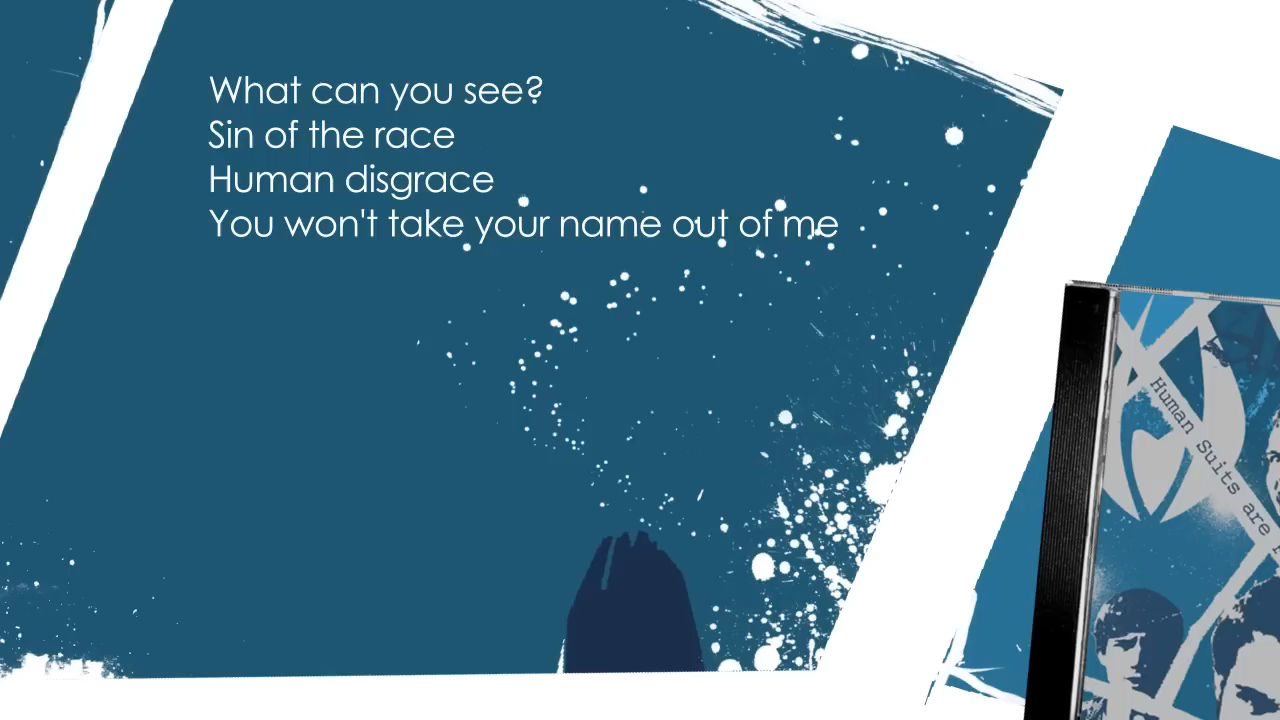 What can you see?
Sin of the race
Human disgrace
You won't take your name out of me
Human Suits are